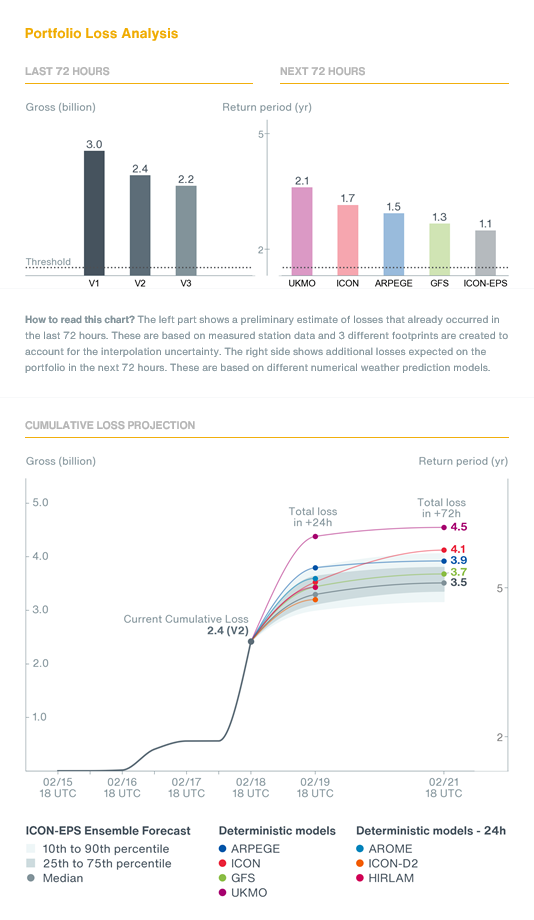 Portfolio Loss Analysis
LAST 72 HOURS
NEXT 72 HOURS
Gross (billion)
Return period (yr)
3.0
2.4
2.2
Threshold
V1 V2 V3
5
2
2.1
1.7
1.5
1.3
1.1
UKMO ICON ARPEGE GFS ICON-EPS
How to read this chart? The left part shows a preliminary estimate of losses that already occurred in
the last 72 hours. These are based on measured station data and 3 different footprints are created to
account for the interpolation uncertainty. The right side shows additional losses expected on the
portfolio in the next 72 hours. These are based on different numerical weather prediction models.
CUMULATIVE LOSS PROJECTION
Gross (billion)
Return period (yr)
5.0
4.0
3.0
2.0
1.0
Total loss
in +24h
Total loss
in +72h
4.5
4.1
3.9
3.7
3.5
Current Cumulative Loss
2.4 (V2)
5
2
02/15
18 UTC
02/16
18 UTC
02/17
18 UTC
02/18
18 UTC
02/19
18 UTC
02/21
18 UTC
ICON-EPS Ensemble Forecast
10th to 90th percentile
25th to 75th percentile
Median
Deterministic models
ARPEGE
ICON
GFS
UKMO
Deterministic models - 24h
AROME
ICON-D2
HIRLAM